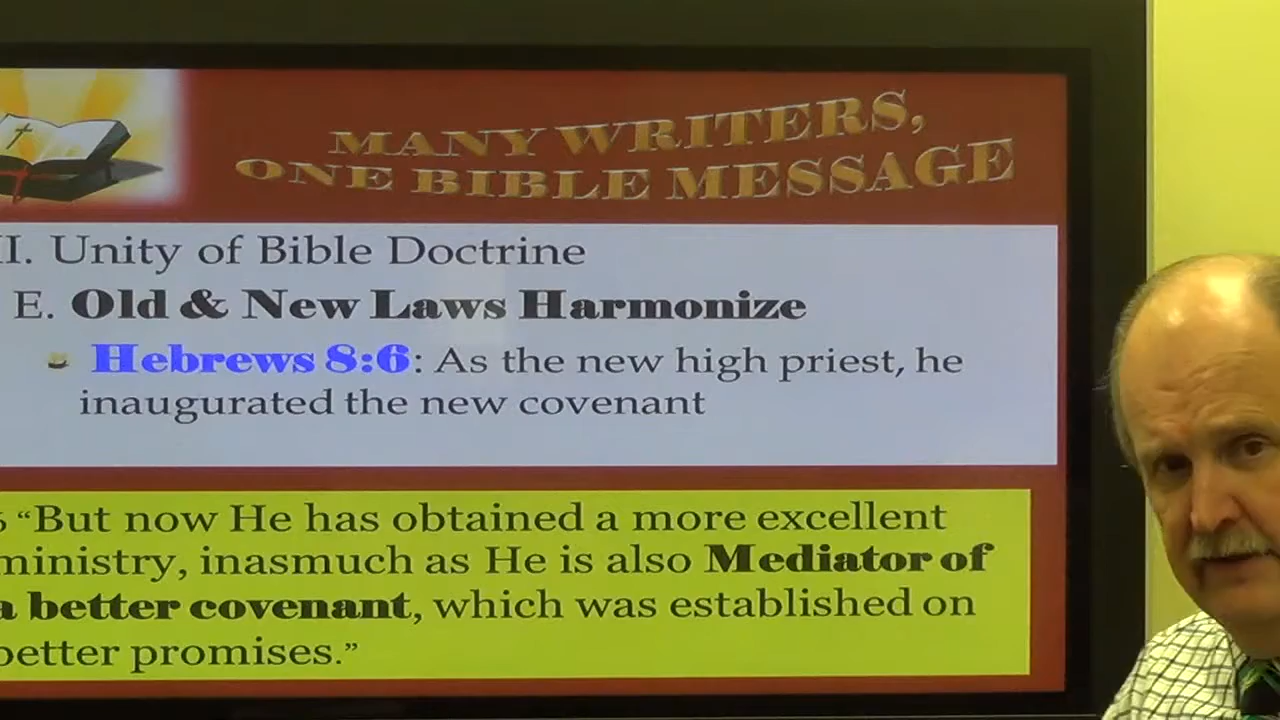 MANY WRITERS,
ONE BIBLE MESSAGE
II. Unity of Bible Doctrine
E. Old & New Laws Harmonize
Hebrews 8:6: As the new high priest, he
inaugurated the new covenant
6 “But now He has obtained a more excellent
ministry, inasmuch as He is also Mediator of
a better covenant, which was established on
better promises.”